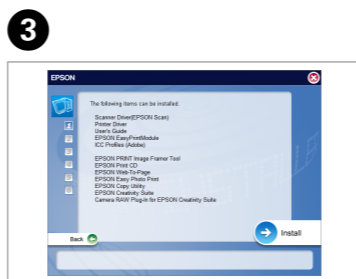 3
EPSON
The following items can be installed.
Scanner Driver(EPSON Scan)
Printer Driver
User's Guide
EPSON EasyPrintModule
ICC Profiles (Adobe)
EPSON PRINT Image Framer Tool
EPSON Print CD
EPSON Web-To-Page
EPSON Easy Photo Print
EPSON Copy Utility
EPSON Creativity Suite
Camera RAW Plug-In for EPSON Creativity Suite
Install
Back